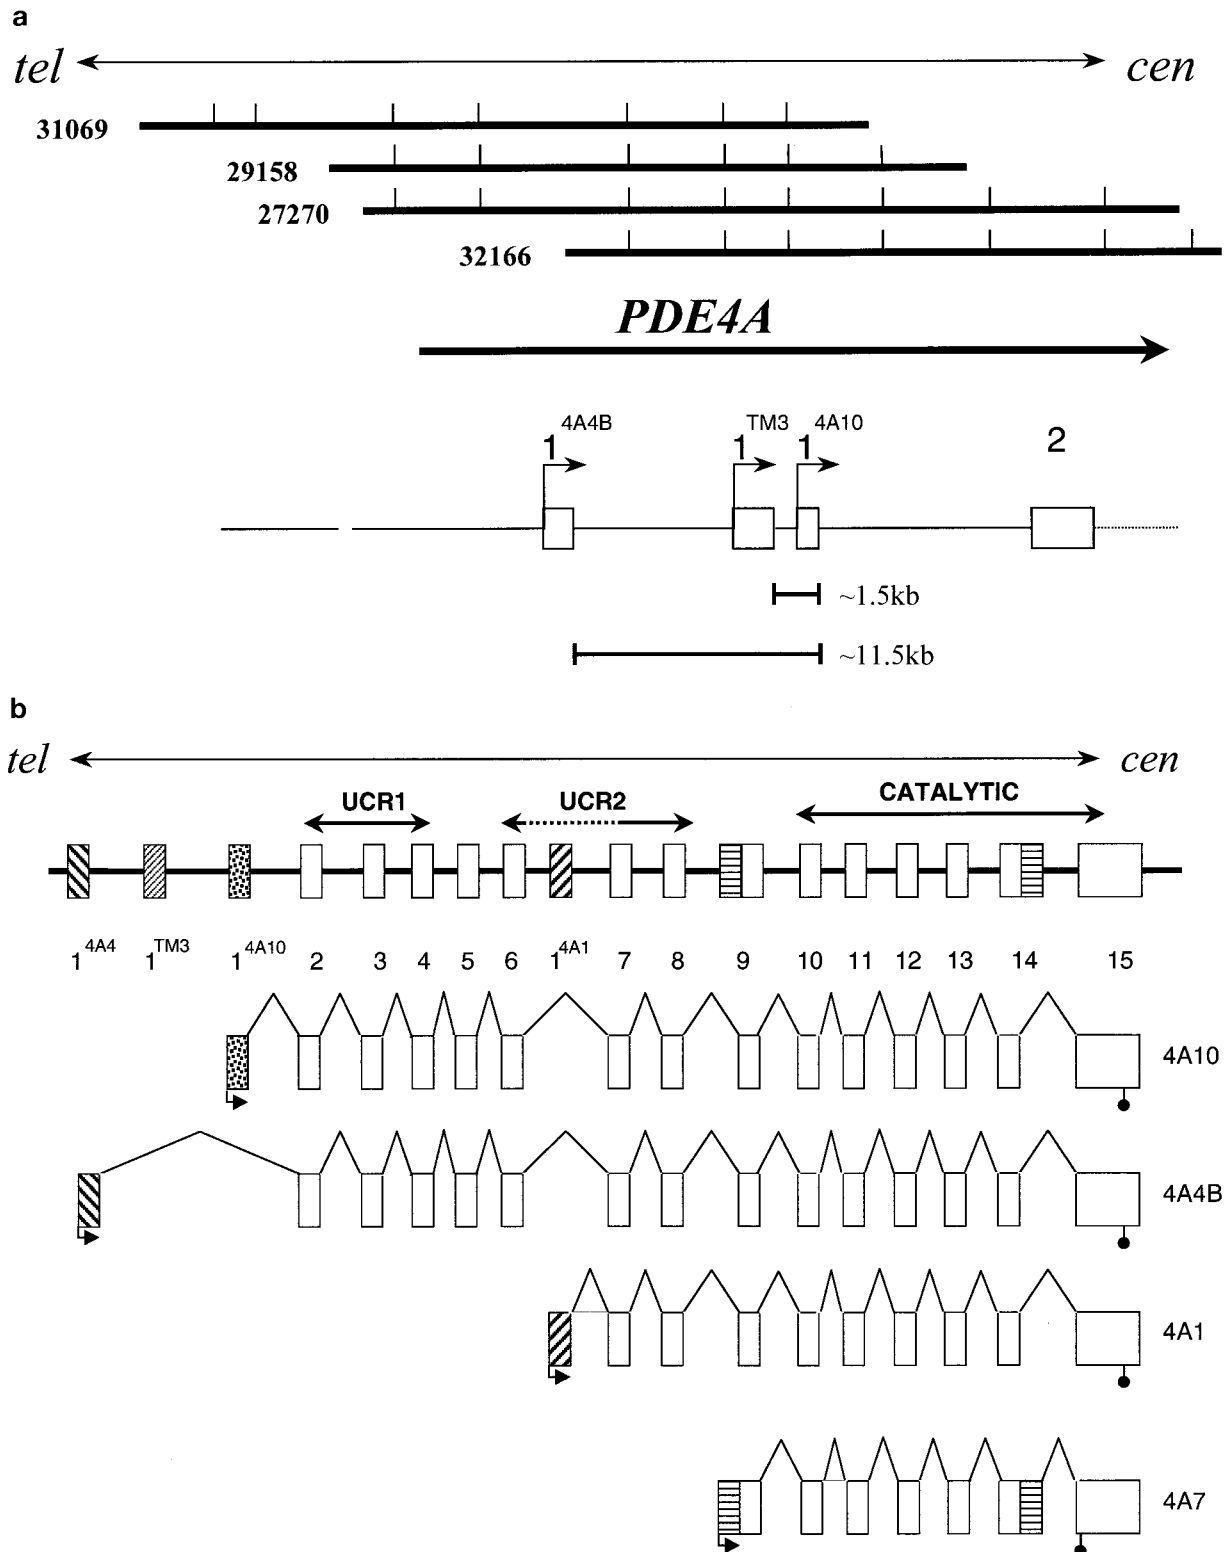 a
tel cen
31069
29158
27270
32166
PDE4A
1 4A4B 1 TM3 1 4A10 2
~1.5kb
~11.5kb
b
tel cen
UCR1 UCR2 CATALYTIC
1 4A4 1 TM3 1 4A10 2 3 4 5 6 1 4A1 7 8 9 10 11 12 13 14 15
4A10
4A4B
4A1
4A7